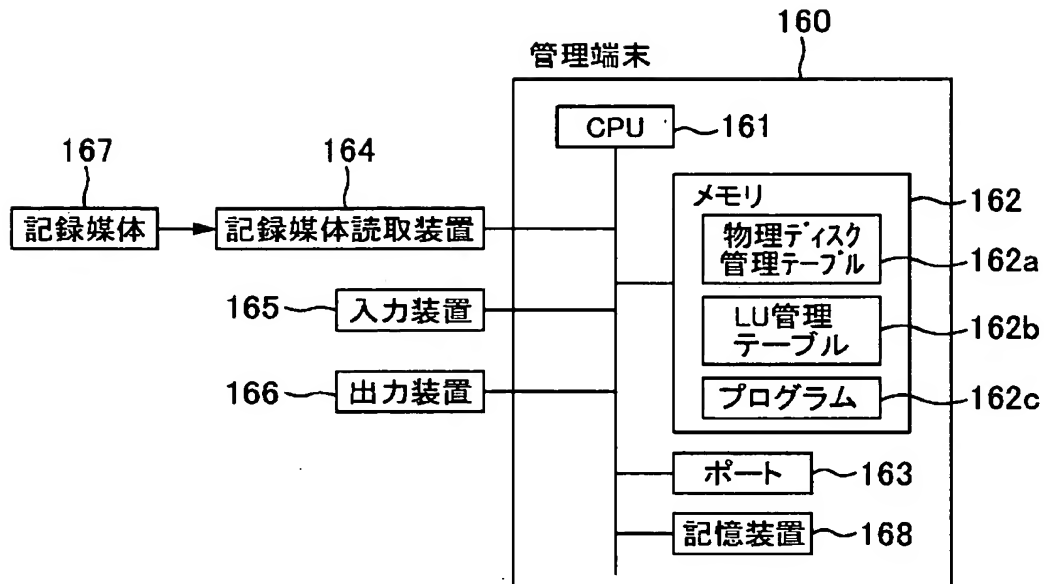 160
管理端末
CPU
161
167
164
記録媒体
記録媒体読取装置
メモリ
162
物理ディスク
管理テーブル
162a
165
入力装置
LU管理
テーブル
162b
166
出力装置
プログラム
162c
ポート
163
記憶装置
168